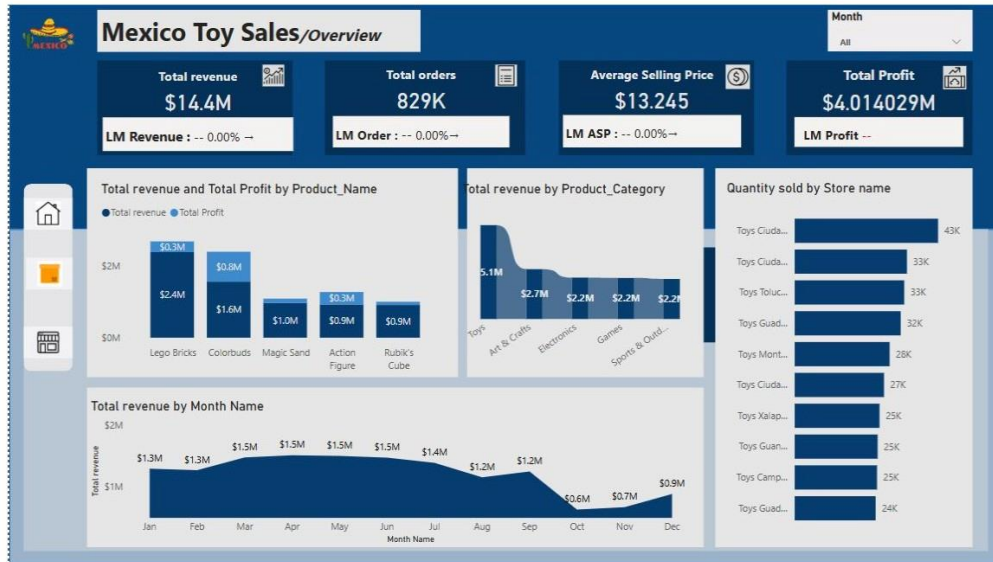 MEXICO
Mexico Toy Sales/Overview
Month
All
Total revenue
$14.4M
LM Revenue : -- 0.00% →
Total orders
829K
LM Order : -- 0.00%→
Average Selling Price
$13.245
LM ASP : -- 0.00% →
Total Profit
$4.014029M
LM Profit --
Total revenue and Total Profit by Product_Name
Total revenue Total Profit
$2M
$0M
$0.3M
$2.4M
$0.8M
$1.6M
$1.0M
$0.3M
$0.9M
$0.9M
Lego Bricks Colorbuds Magic Sand Action Figure Rubik's Cube
Total revenue by Product_Category
5.1M
$2.7M
$2.2M
$2.2M
$2.2M
Toys
Art & Crafts
Electronics
Games
Sports & Outd...
Quantity sold by Store name
Toys Ciuda... 43K
Toys Ciuda... 33K
Toys Toluc... 33K
Toys Guad... 32K
Toys Mont... 28K
Toys Ciuda... 27K
Toys Xalap... 25K
Toys Guan... 25K
Toys Camp... 25K
Toys Guad... 24K
Total revenue by Month Name
$2M
$1M
Total revenue
$1.3M $1.3M $1.5M $1.5M $1.5M $1.5M $1.4M $1.2M $1.2M $0.6M $0.7M $0.9M
Jan Feb Mar Apr May Jun Jul Aug Sep Oct Nov Dec
Month Name